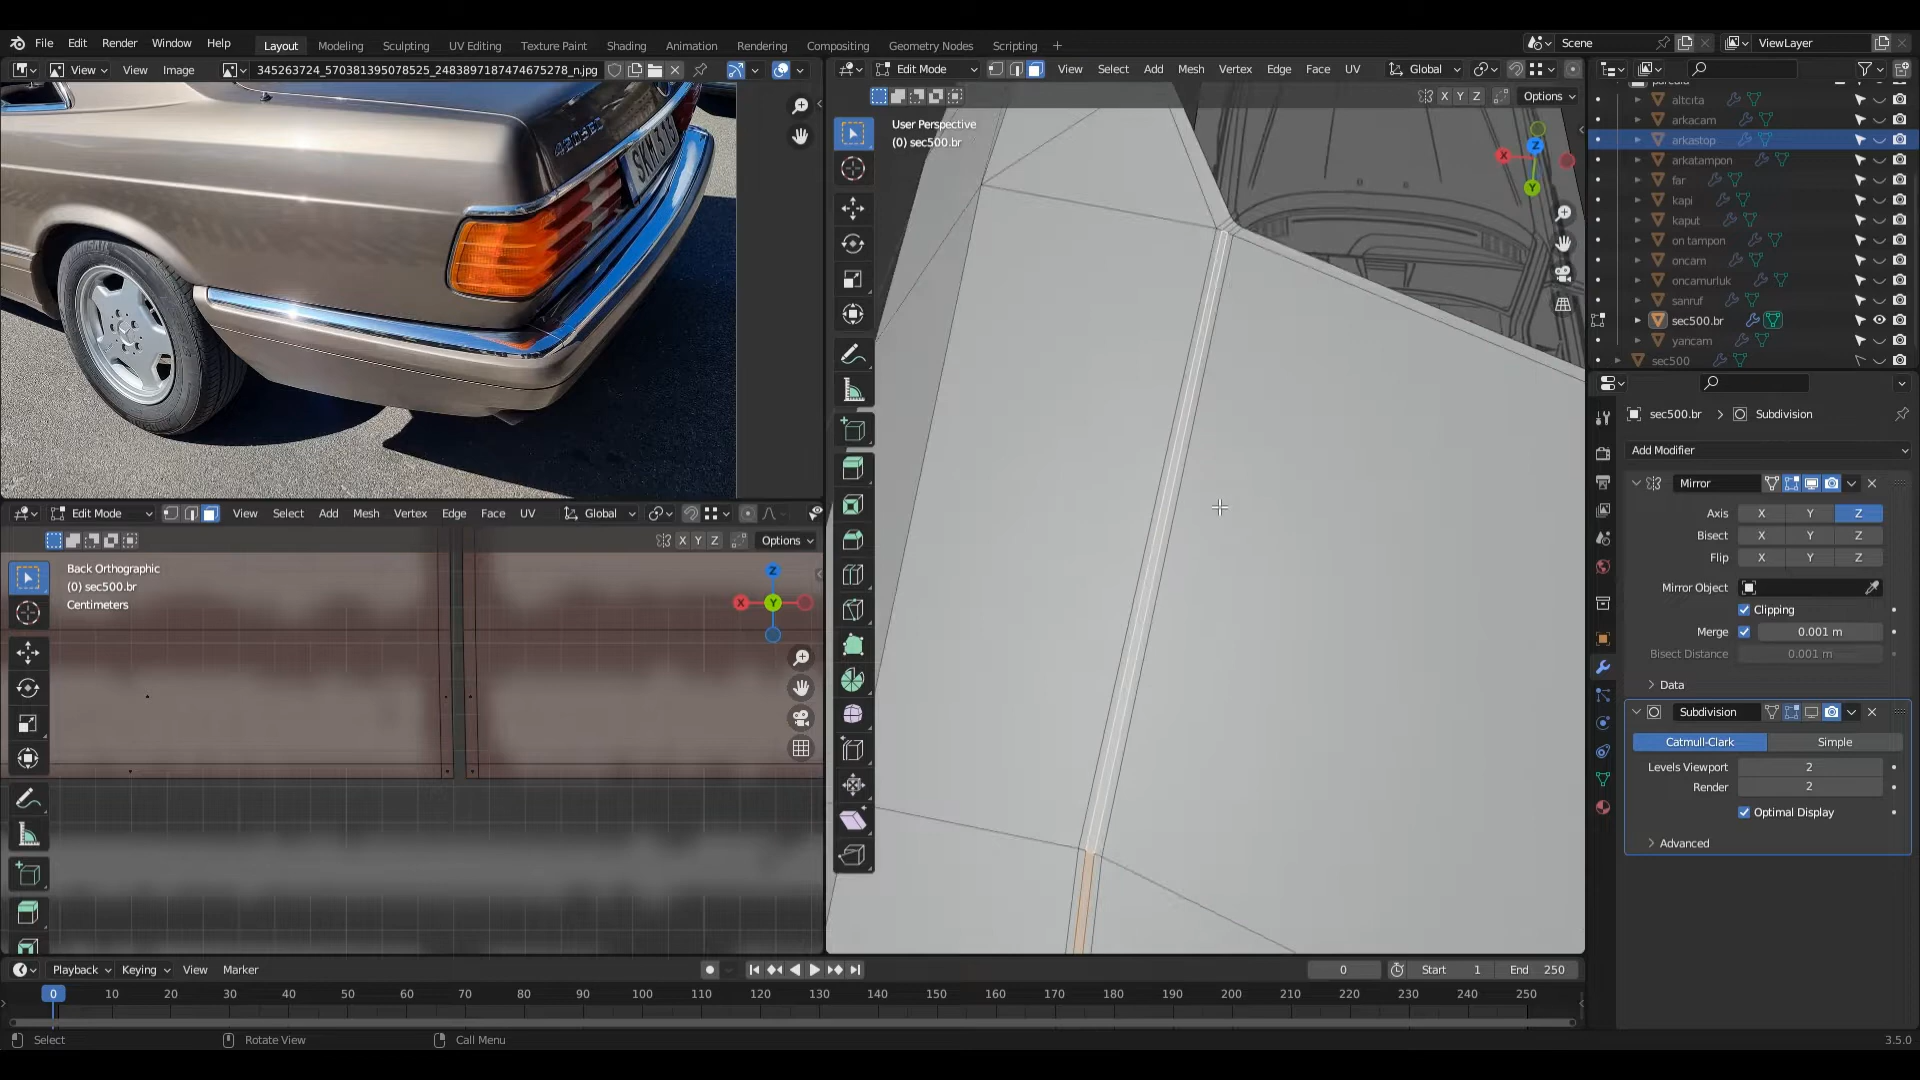 File Edit Render Window Help
Layout Modeling Sculpting UV Editing Texture Paint Shading Animation Rendering Compositing Geometry Nodes Scripting +
Scene
ViewLayer
View View Image
345263724_570381395078525_2483897187474675278_n.jpg
420SEC
SKM 313
Edit Mode View Select Add Mesh Vertex Edge Face UV Global
X Y Z Options
User Perspective
(0) sec500.br
X Z Y
altcita
arkacam
arkastop
arkatampon
far
kapi
kaput
on tampon
oncam
oncamurluk
sanruf
sec500.br
yancam
sec500
sec500.br > Subdivision
Add Modifier
Mirror
Axis X Y Z
Bisect X Y Z
Flip X Y Z
Mirror Object
Clipping
Merge 0.001 m
Bisect Distance 0.001 m
Data
Subdivision
Catmull-Clark Simple
Levels Viewport 2
Render 2
Optimal Display
Advanced
Edit Mode View Select Add Mesh Vertex Edge Face UV Global
X Y Z Options
Back Orthographic
(0) sec500.br
Centimeters
Z X Y
Playback Keying View Marker
0 Start 1 End 250
0 10 20 30 40 50 60 70 80 90 100 110 120 130 140 150 160 170 180 190 200 210 220 230 240 250
Select Rotate View Call Menu 3.5.0